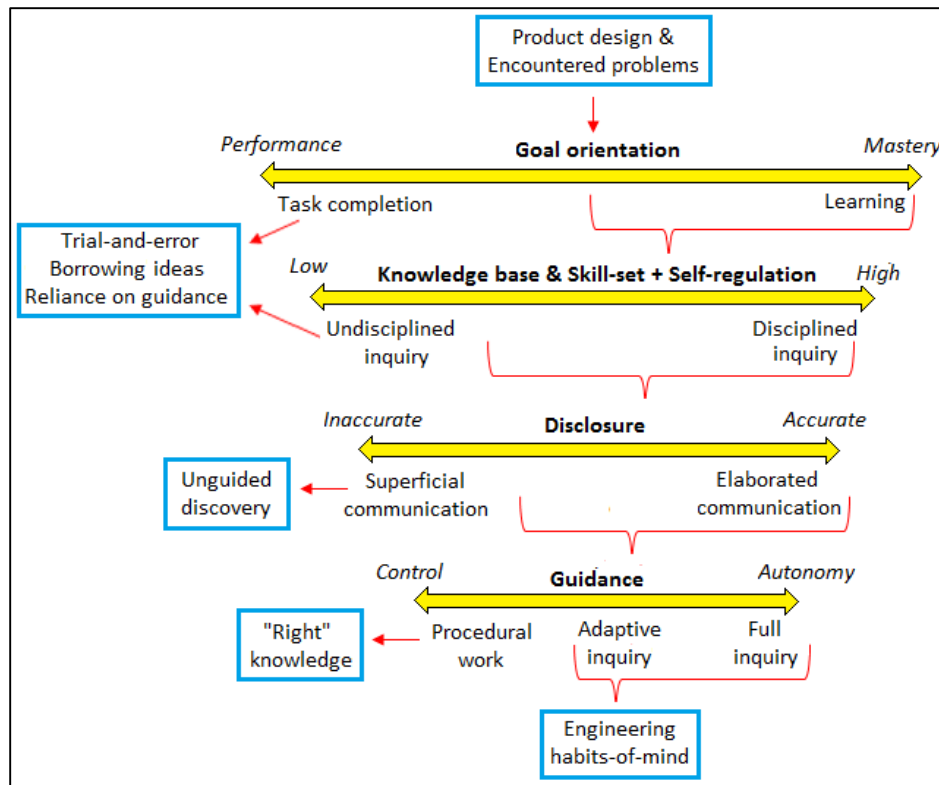 Product design &
Encountered problems
Performance
Goal orientation
Mastery
Task completion
Learning
Trial-and-error
Borrowing ideas
Reliance on guidance
Low
Knowledge base & Skill-set + Self-regulation
High
Undisciplined
inquiry
Disciplined
inquiry
Inaccurate
Disclosure
Accurate
Unguided
discovery
Superficial
communication
Elaborated
communication
Control
Guidance
Autonomy
"Right"
knowledge
Procedural
work
Adaptive
inquiry
Full
inquiry
Engineering
habits-of-mind